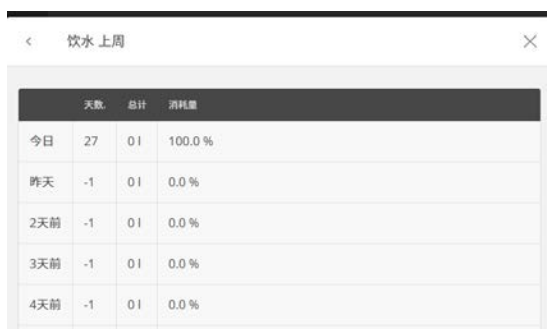 < 饮水 上周 ×
天数. 总计 消耗量
今日 27 0 l 100.0 %
昨天 -1 0 l 0.0 %
2天前 -1 0 l 0.0 %
3天前 -1 0 l 0.0 %
4天前 -1 0 l 0.0 %